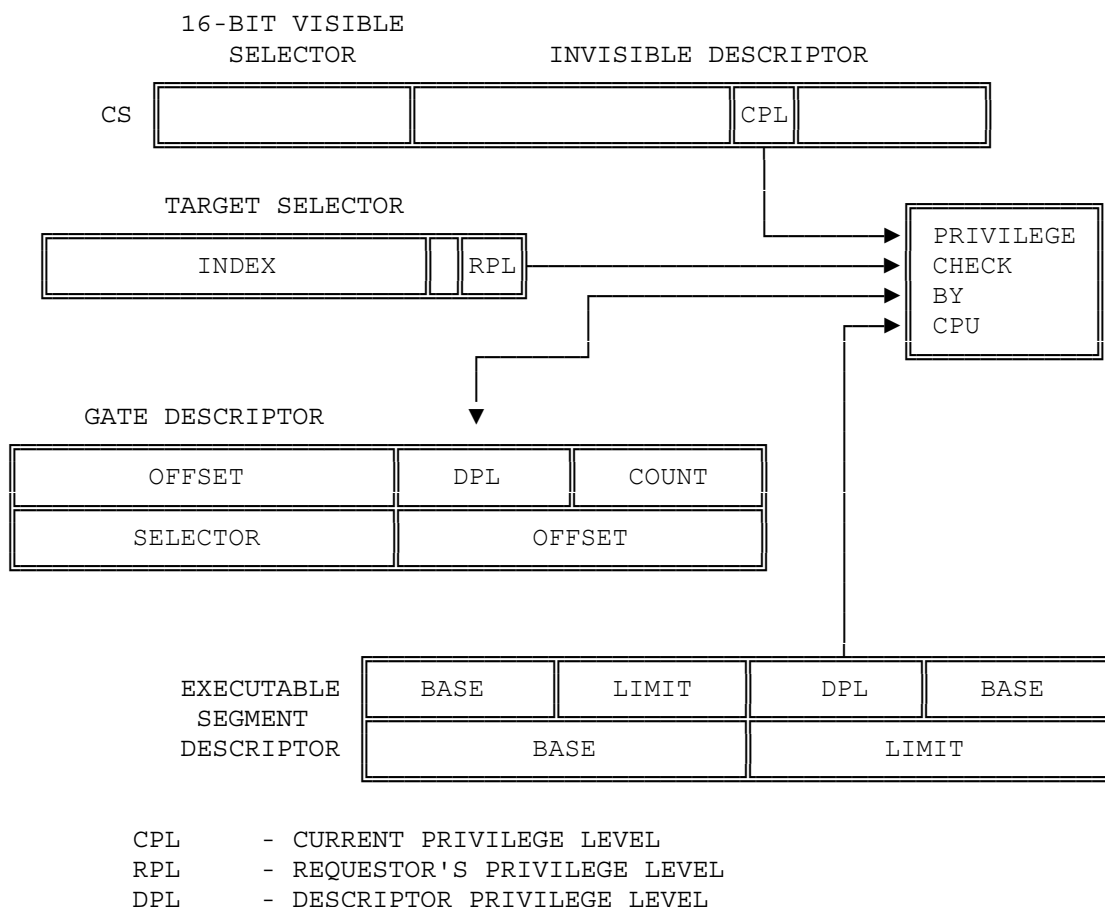 16-BIT VISIBLE
SELECTOR INVISIBLE DESCRIPTOR
CS CPL
TARGET SELECTOR
INDEX RPL
PRIVILEGE
CHECK
BY
CPU
GATE DESCRIPTOR
OFFSET DPL COUNT
SELECTOR OFFSET
EXECUTABLE BASE LIMIT DPL BASE
SEGMENT
DESCRIPTOR BASE LIMIT
CPL - CURRENT PRIVILEGE LEVEL
RPL - REQUESTOR'S PRIVILEGE LEVEL
DPL - DESCRIPTOR PRIVILEGE LEVEL